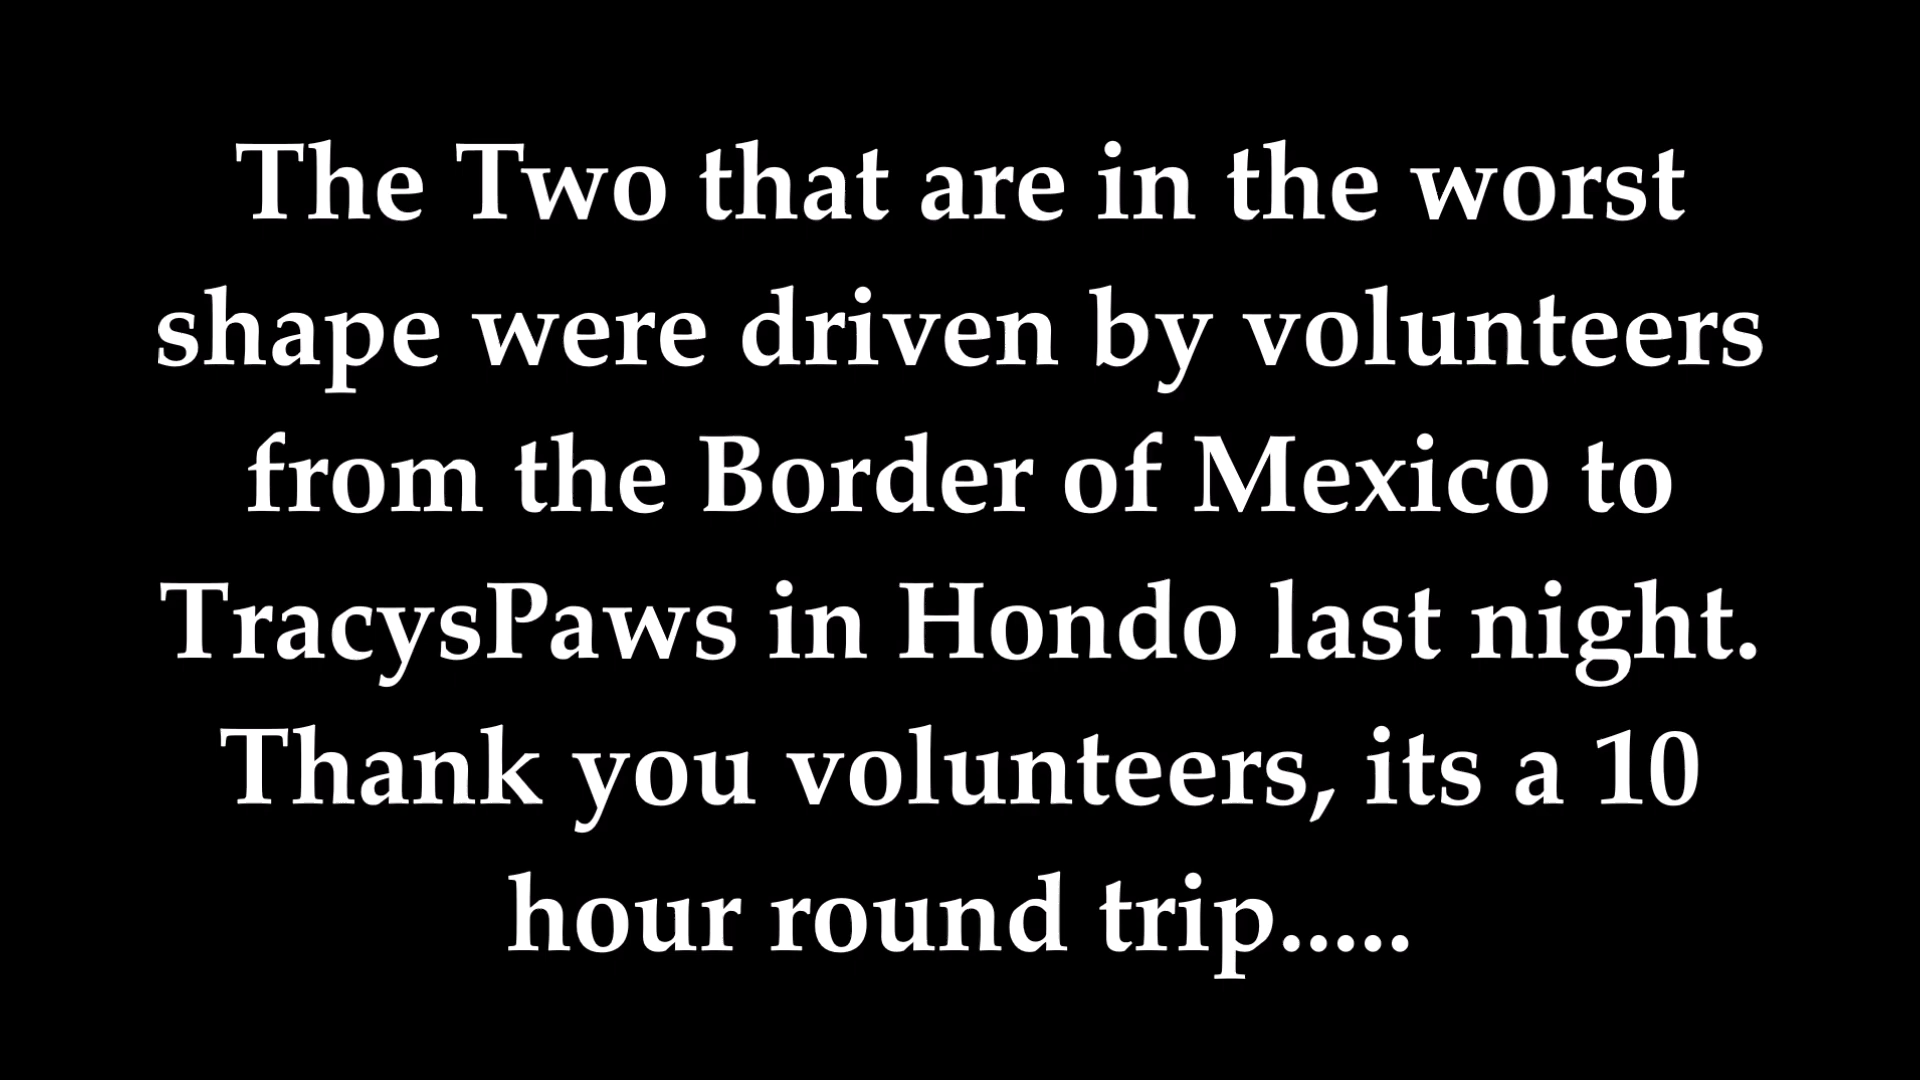 The Two that are in the worst
shape were driven by volunteers
from the Border of Mexico to
TracysPaws in Hondo last night.
Thank you volunteers, its a 10
hour round trip.....